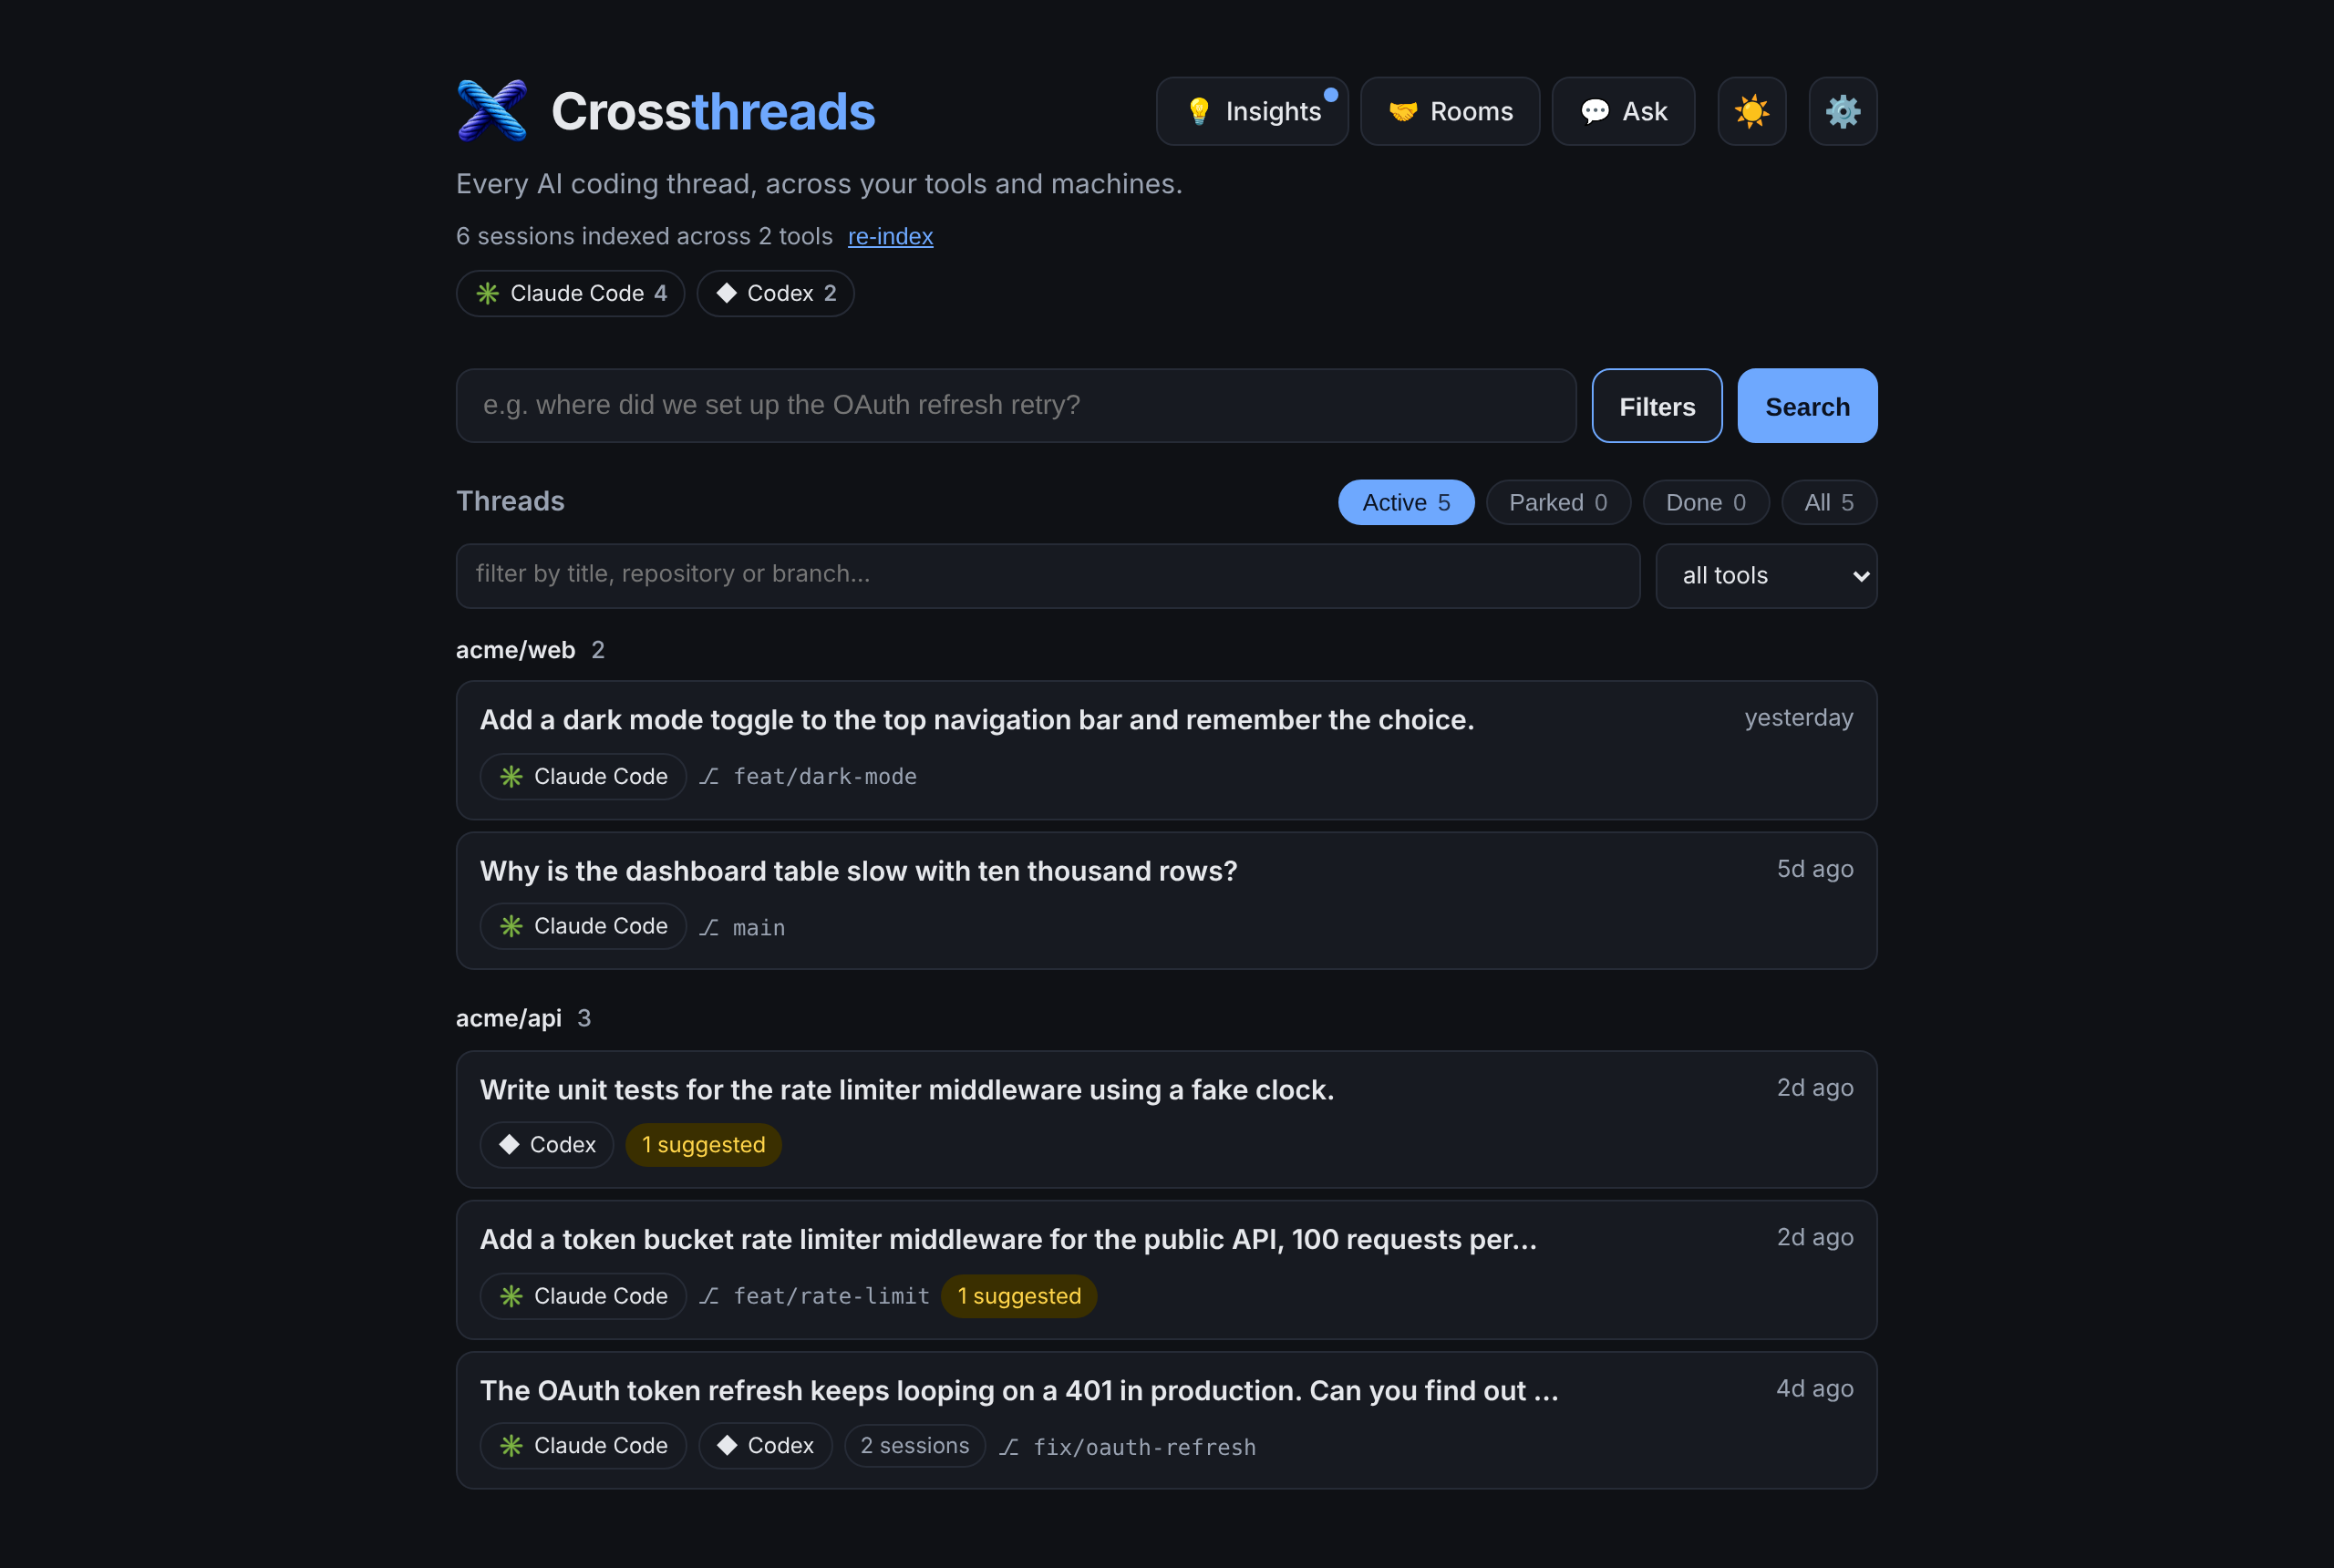 Crossthreads
💡 Insights 🤝 Rooms 💬 Ask ☀️ ⚙️
Every AI coding thread, across your tools and machines.
6 sessions indexed across 2 tools re-index
✳ Claude Code 4 ◆ Codex 2
e.g. where did we set up the OAuth refresh retry? Filters Search
Threads Active 5 Parked 0 Done 0 All 5
filter by title, repository or branch... all tools
acme/web 2
Add a dark mode toggle to the top navigation bar and remember the choice. yesterday
✳ Claude Code ⎇ feat/dark-mode
Why is the dashboard table slow with ten thousand rows? 5d ago
✳ Claude Code ⎇ main
acme/api 3
Write unit tests for the rate limiter middleware using a fake clock. 2d ago
◆ Codex 1 suggested
Add a token bucket rate limiter middleware for the public API, 100 requests per... 2d ago
✳ Claude Code ⎇ feat/rate-limit 1 suggested
The OAuth token refresh keeps looping on a 401 in production. Can you find out ... 4d ago
✳ Claude Code ◆ Codex 2 sessions ⎇ fix/oauth-refresh